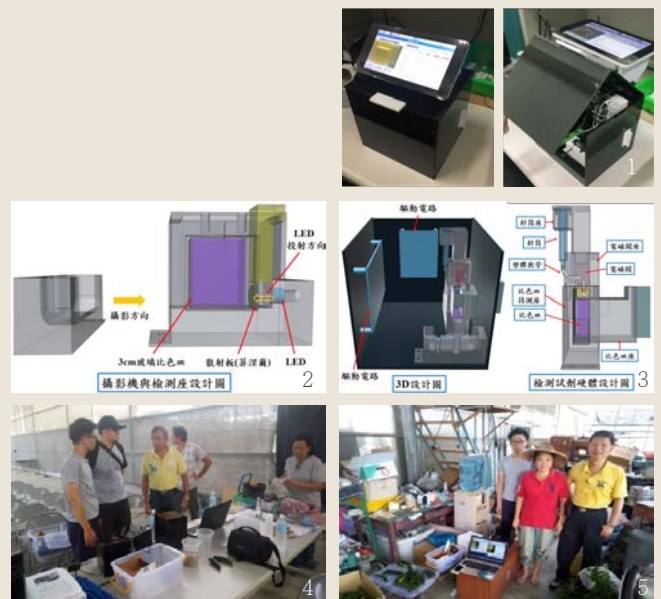 1
LED
投射方向
攝影方向
3cm玻璃比色皿
散射板(菲涅爾)
LED
攝影機與檢測座設計圖
2
驅動電路
驅動電路
3D設計圖
針筒座
針筒
塑膠軟管
電磁閥座
電磁閥
比色皿
待測座
比色皿
比色皿座
檢測試劑硬體設計圖
3
4
5